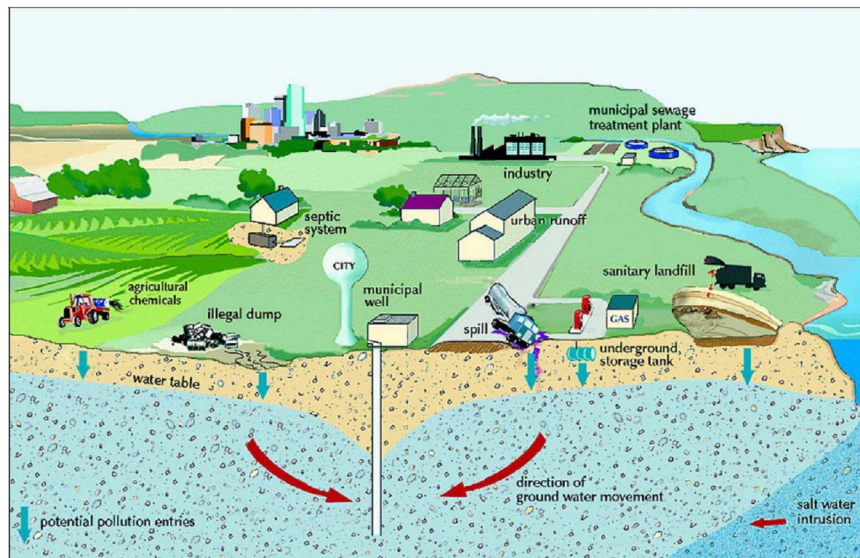 municipal sewage
treatment plant
industry
septic
system
urban runoff
CITY
sanitary landfill
agricultural
chemicals
municipal
well
illegal dump
spill
GAS
underground
storage tank
water table
direction of
ground water movement
salt water
intrusion
potential pollution entries